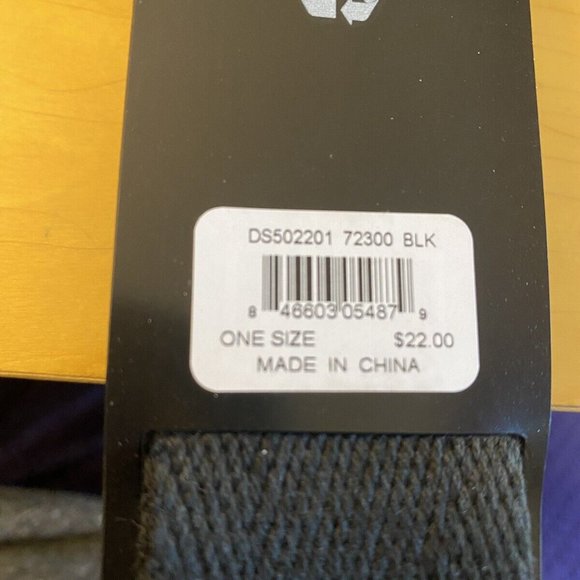 DS502201 72300 BLK
8 46603 05487 9
ONE SIZE $22.00
MADE IN CHINA